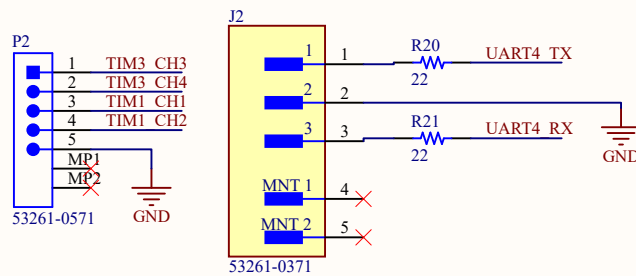 P2
1 TIM3_CH3
2 TIM3_CH4
3 TIM1_CH1
4 TIM1_CH2
5
MP1
MP2
GND
53261-0571
J2
1 1 R20 UART4_TX
22
2 2
GND
3 3 R21 UART4_RX
22
MNT 1 4
MNT 2 5
53261-0371